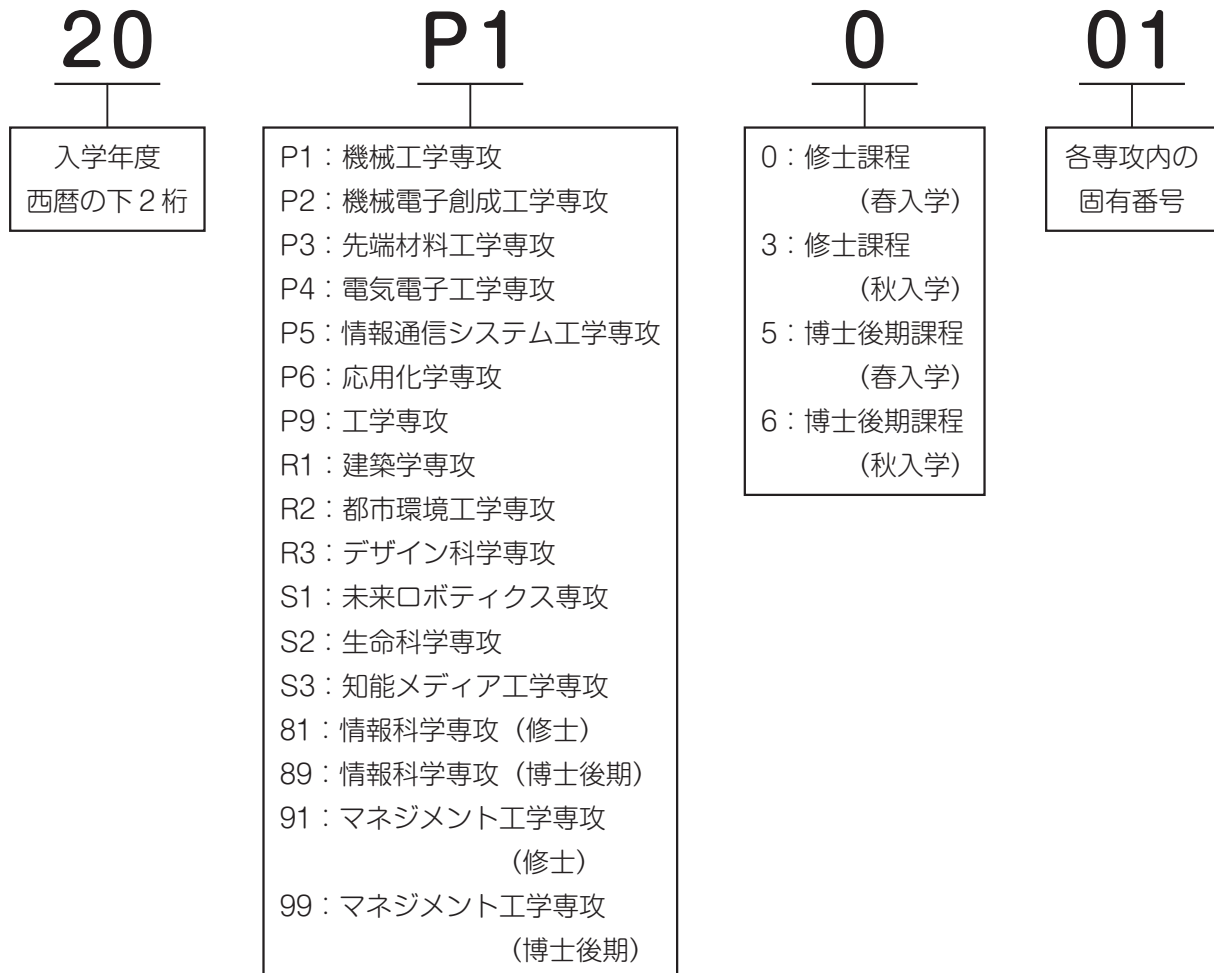 20 P1 0 01
入学年度
西暦の下2桁
P1：機械工学専攻
P2：機械電子創成工学専攻
P3：先端材料工学専攻
P4：電気電子工学専攻
P5：情報通信システム工学専攻
P6：応用化学専攻
P9：工学専攻
R1：建築学専攻
R2：都市環境工学専攻
R3：デザイン科学専攻
S1：未来ロボティクス専攻
S2：生命科学専攻
S3：知能メディア工学専攻
81：情報科学専攻（修士）
89：情報科学専攻（博士後期）
91：マネジメント工学専攻
（修士）
99：マネジメント工学専攻
（博士後期）
0：修士課程
（春入学）
3：修士課程
（秋入学）
5：博士後期課程
（春入学）
6：博士後期課程
（秋入学）
各専攻内の
固有番号